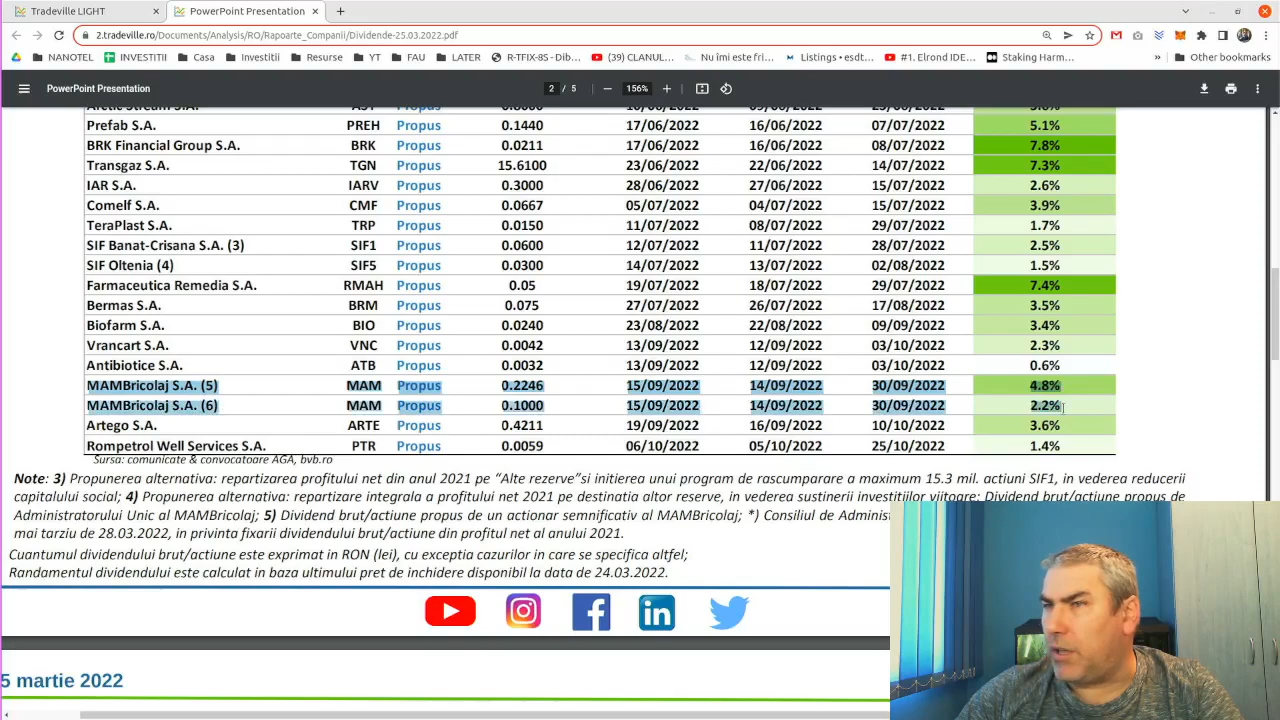 Tradeville LIGHT
PowerPoint Presentation
2.tradeville.ro/Documents/Analysis/RO/Rapoarte_Companii/Dividende-25.03.2022.pdf
NANOTEL
INVESTITII
Casa
Investitii
Resurse
YT
FAU
LATER
R-TFIX-8S: Divid...
(39) CLANUL...
Nu îmi este fri...
Listings • esdt...
#1. Elrond IDE...
Staking Harm...
»
Other bookmarks
PowerPoint Presentation
2 / 5
156%
Arctic Stream S.A. AST Propus
Prefab S.A. PREH Propus 0.1440 17/06/2022 16/06/2022 07/07/2022 5.1%
BRK Financial Group S.A. BRK Propus 0.0211 17/06/2022 16/06/2022 08/07/2022 7.8%
Transgaz S.A. TGN Propus 15.6100 23/06/2022 22/06/2022 14/07/2022 7.3%
IAR S.A. IARV Propus 0.3000 28/06/2022 27/06/2022 15/07/2022 2.6%
Comelf S.A. CMF Propus 0.0667 05/07/2022 04/07/2022 15/07/2022 3.9%
TeraPlast S.A. TRP Propus 0.0150 11/07/2022 08/07/2022 29/07/2022 1.7%
SIF Banat-Crisana S.A. (3) SIF1 Propus 0.0600 12/07/2022 11/07/2022 28/07/2022 2.5%
SIF Oltenia (4) SIF5 Propus 0.0300 14/07/2022 13/07/2022 02/08/2022 1.5%
Farmaceutica Remedia S.A. RMAH Propus 0.05 19/07/2022 18/07/2022 29/07/2022 7.4%
Bermas S.A. BRM Propus 0.075 27/07/2022 26/07/2022 17/08/2022 3.5%
Biofarm S.A. BIO Propus 0.0240 23/08/2022 22/08/2022 09/09/2022 3.4%
Vrancart S.A. VNC Propus 0.0042 13/09/2022 12/09/2022 03/10/2022 2.3%
Antibiotice S.A. ATB Propus 0.0032 13/09/2022 12/09/2022 03/10/2022 0.6%
MAMBricolaj S.A. (5) MAM Propus 0.2246 15/09/2022 14/09/2022 30/09/2022 4.8%
MAMBricolaj S.A. (6) MAM Propus 0.1000 15/09/2022 14/09/2022 30/09/2022 2.2%
Artego S.A. ARTE Propus 0.4211 19/09/2022 16/09/2022 10/10/2022 3.6%
Rompetrol Well Services S.A. PTR Propus 0.0059 06/10/2022 05/10/2022 25/10/2022 1.4%
Sursa: comunicate & convocatoare AGA, bvb.ro
Note: 3) Propunerea alternativa: repartizarea profitului net din anul 2021 pe “Alte rezerve”si initierea unui program de rascumparare a maximum 15.3 mil. actiuni SIF1, in vederea reducerii
capitalului social; 4) Propunerea alternativa: repartizare integrala a profitului net 2021 pe destinatia altor reserve, in vederea sustinerii investitiilor viitoare; Dividend brut/actiune propus de
Administratorului Unic al MAMBricolaj; 5) Dividend brut/actiune propus de un actionar semnificativ al MAMBricolaj; *) Consiliul de Adminis
mai tarziu de 28.03.2022, in privinta fixarii dividendului brut/actiune din profitul net al anului 2021.
Cuantumul dividendului brut/actiune este exprimat in RON (lei), cu exceptia cazurilor in care se specifica altfel;
Randamentul dividendului este calculat in baza ultimului pret de inchidere disponibil la data de 24.03.2022.
5 martie 2022